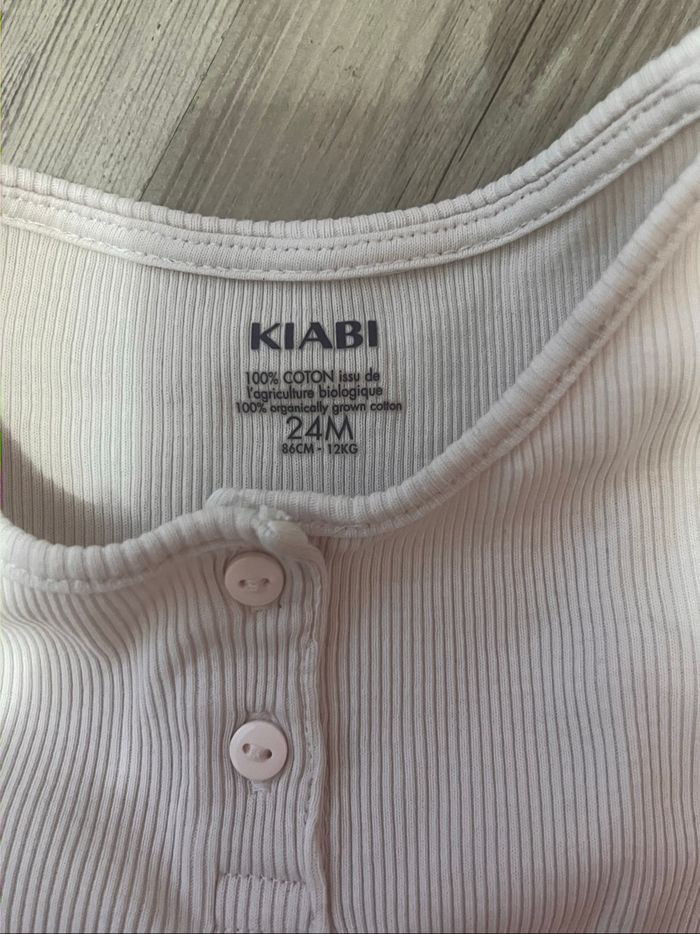 KIABI
100% COTON issu de
l'agriculture biologique
100% organically grown cotton
24M
86CM - 12KG